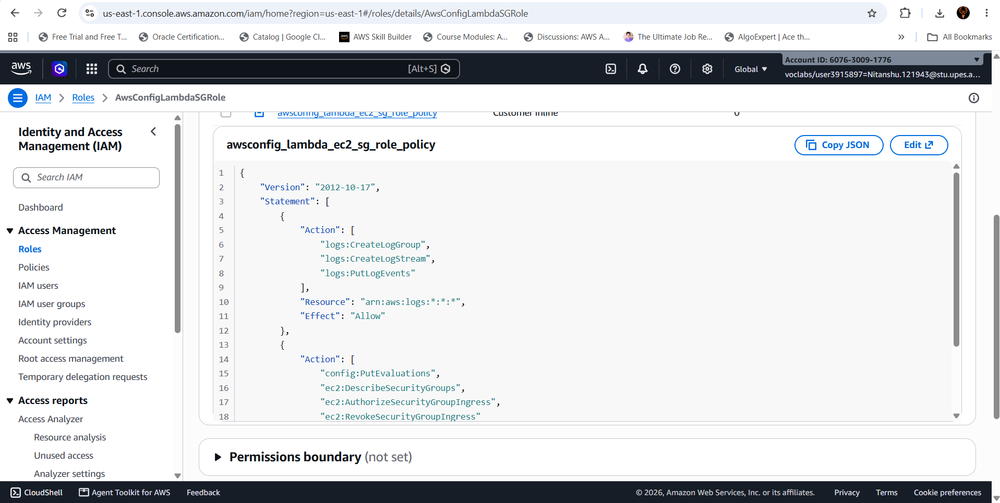 us-east-1.console.aws.amazon.com/iam/home?region=us-east-1#/roles/details/AwsConfigLambdaSGRole
Free Trial and Free T...
Oracle Certification...
Catalog | Google Cl...
aws
AWS Skill Builder
Course Modules: A...
Discussions: AWS A...
The Ultimate Job Re...
AlgoExpert | Ace th...
»
All Bookmarks
aws
Search
[Alt+S]
Global
Account ID: 6076-3009-1776
voclabs/user3915897=Nitanshu.121943@stu.upes.a...
IAM
Roles
AwsConfigLambdaSGRole
Identity and Access
Management (IAM)
Search IAM
Dashboard
Access Management
Roles
Policies
IAM users
IAM user groups
Identity providers
Account settings
Root access management
Temporary delegation requests
Access reports
Access Analyzer
Resource analysis
Unused access
Analyzer settings
awsconfig_lambda_ec2_sg_role_policy
Customer inline
0
awsconfig_lambda_ec2_sg_role_policy
Copy JSON
Edit
1 {
2 "Version": "2012-10-17",
3 "Statement": [
4 {
5 "Action": [
6 "logs:CreateLogGroup",
7 "logs:CreateLogStream",
8 "logs:PutLogEvents"
9 ],
10 "Resource": "arn:aws:logs:*:*:*",
11 "Effect": "Allow"
12 },
13 {
14 "Action": [
15 "config:PutEvaluations",
16 "ec2:DescribeSecurityGroups",
17 "ec2:AuthorizeSecurityGroupIngress",
18 "ec2:RevokeSecurityGroupIngress"
Permissions boundary (not set)
CloudShell
Agent Toolkit for AWS
Feedback
© 2026, Amazon Web Services, Inc. or its affiliates.
Privacy
Terms
Cookie preferences